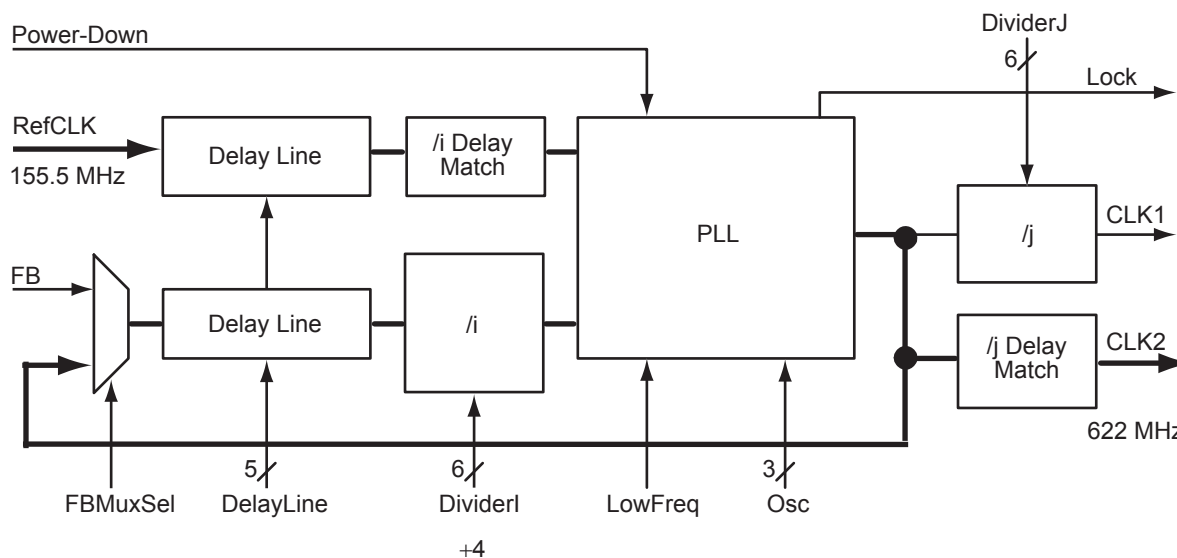 DividerJ
Power-Down
6
Lock
RefCLK
155.5 MHz
Delay Line
/i Delay
Match
PLL
/j
CLK1
FB
Delay Line
/i
/j Delay
Match
CLK2
622 MHz
5
6
3
FBMuxSel
DelayLine
DividerI
LowFreq
Osc
+4